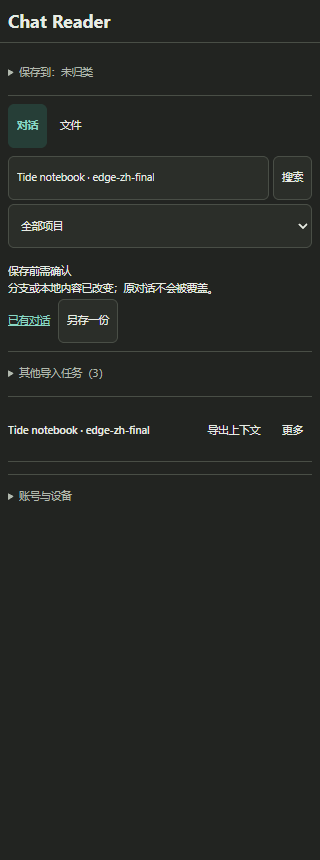 Chat Reader
保存到：未归类
对话 文件
Tide notebook · edge-zh-final 搜索
全部项目
保存前需确认
分支或本地内容已改变；原对话不会被覆盖。
已有对话 另存一份
其他导入任务（3）
Tide notebook · edge-zh-final 导出上下文 更多
账号与设备